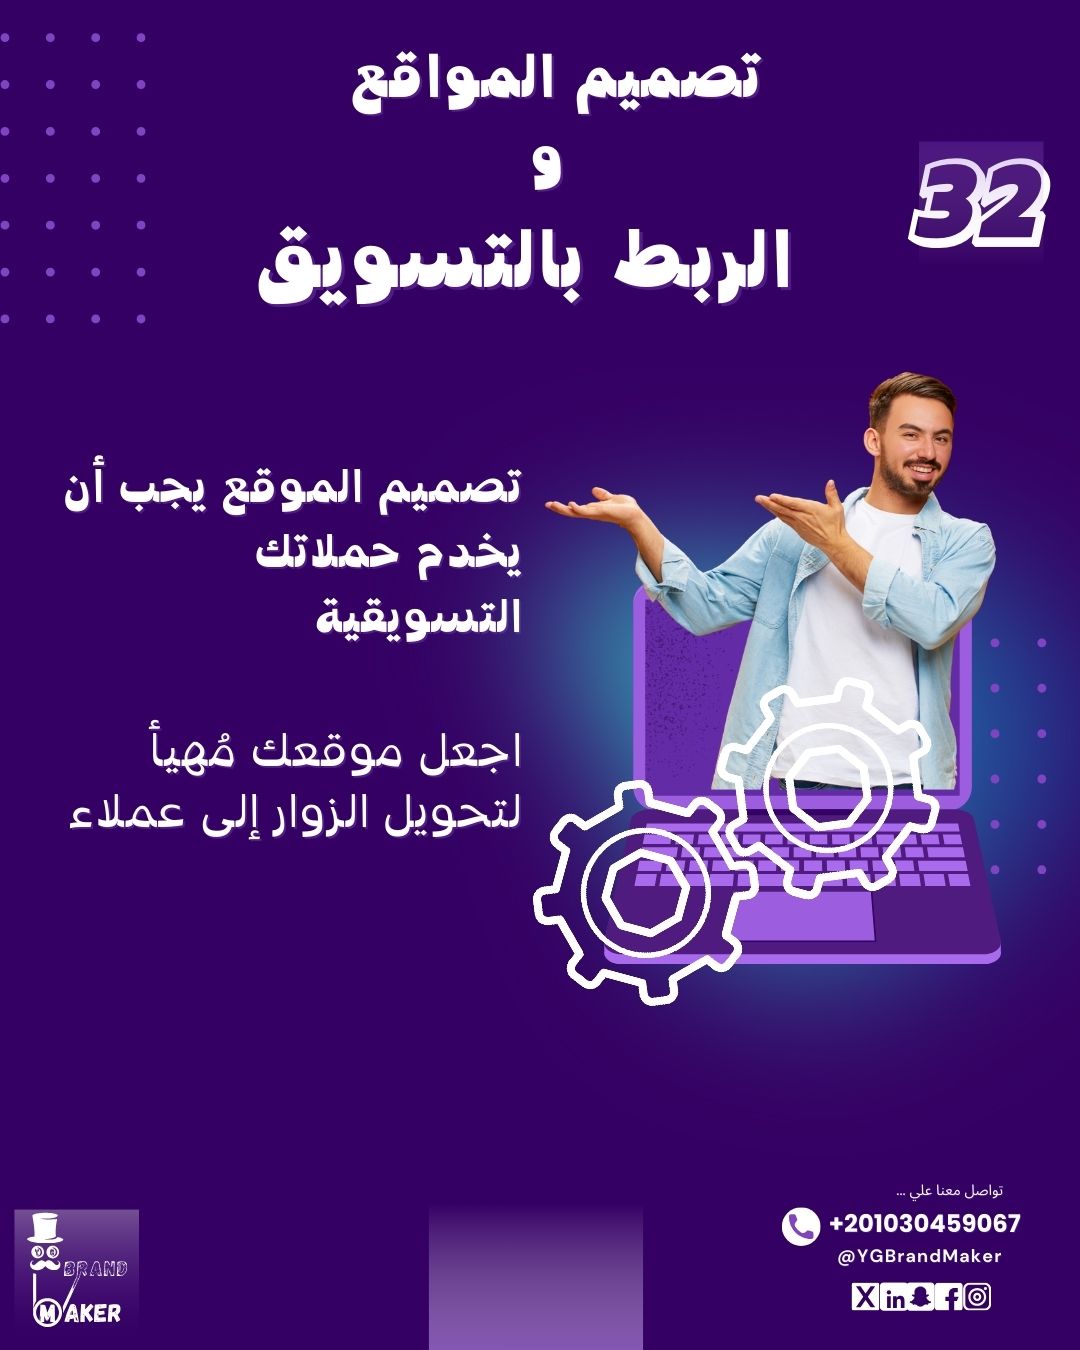 تصميم المواقع
و
الربط بالتسويق
32
تصميم الموقع يجب أن
يخدم حملاتك
التسويقية
اجعل موقعك مُهيأ
لتحويل الزوار إلى عملاء
تواصل معنا علي ...
+201030459067
@YGBrandMaker
BRAND
MAKER